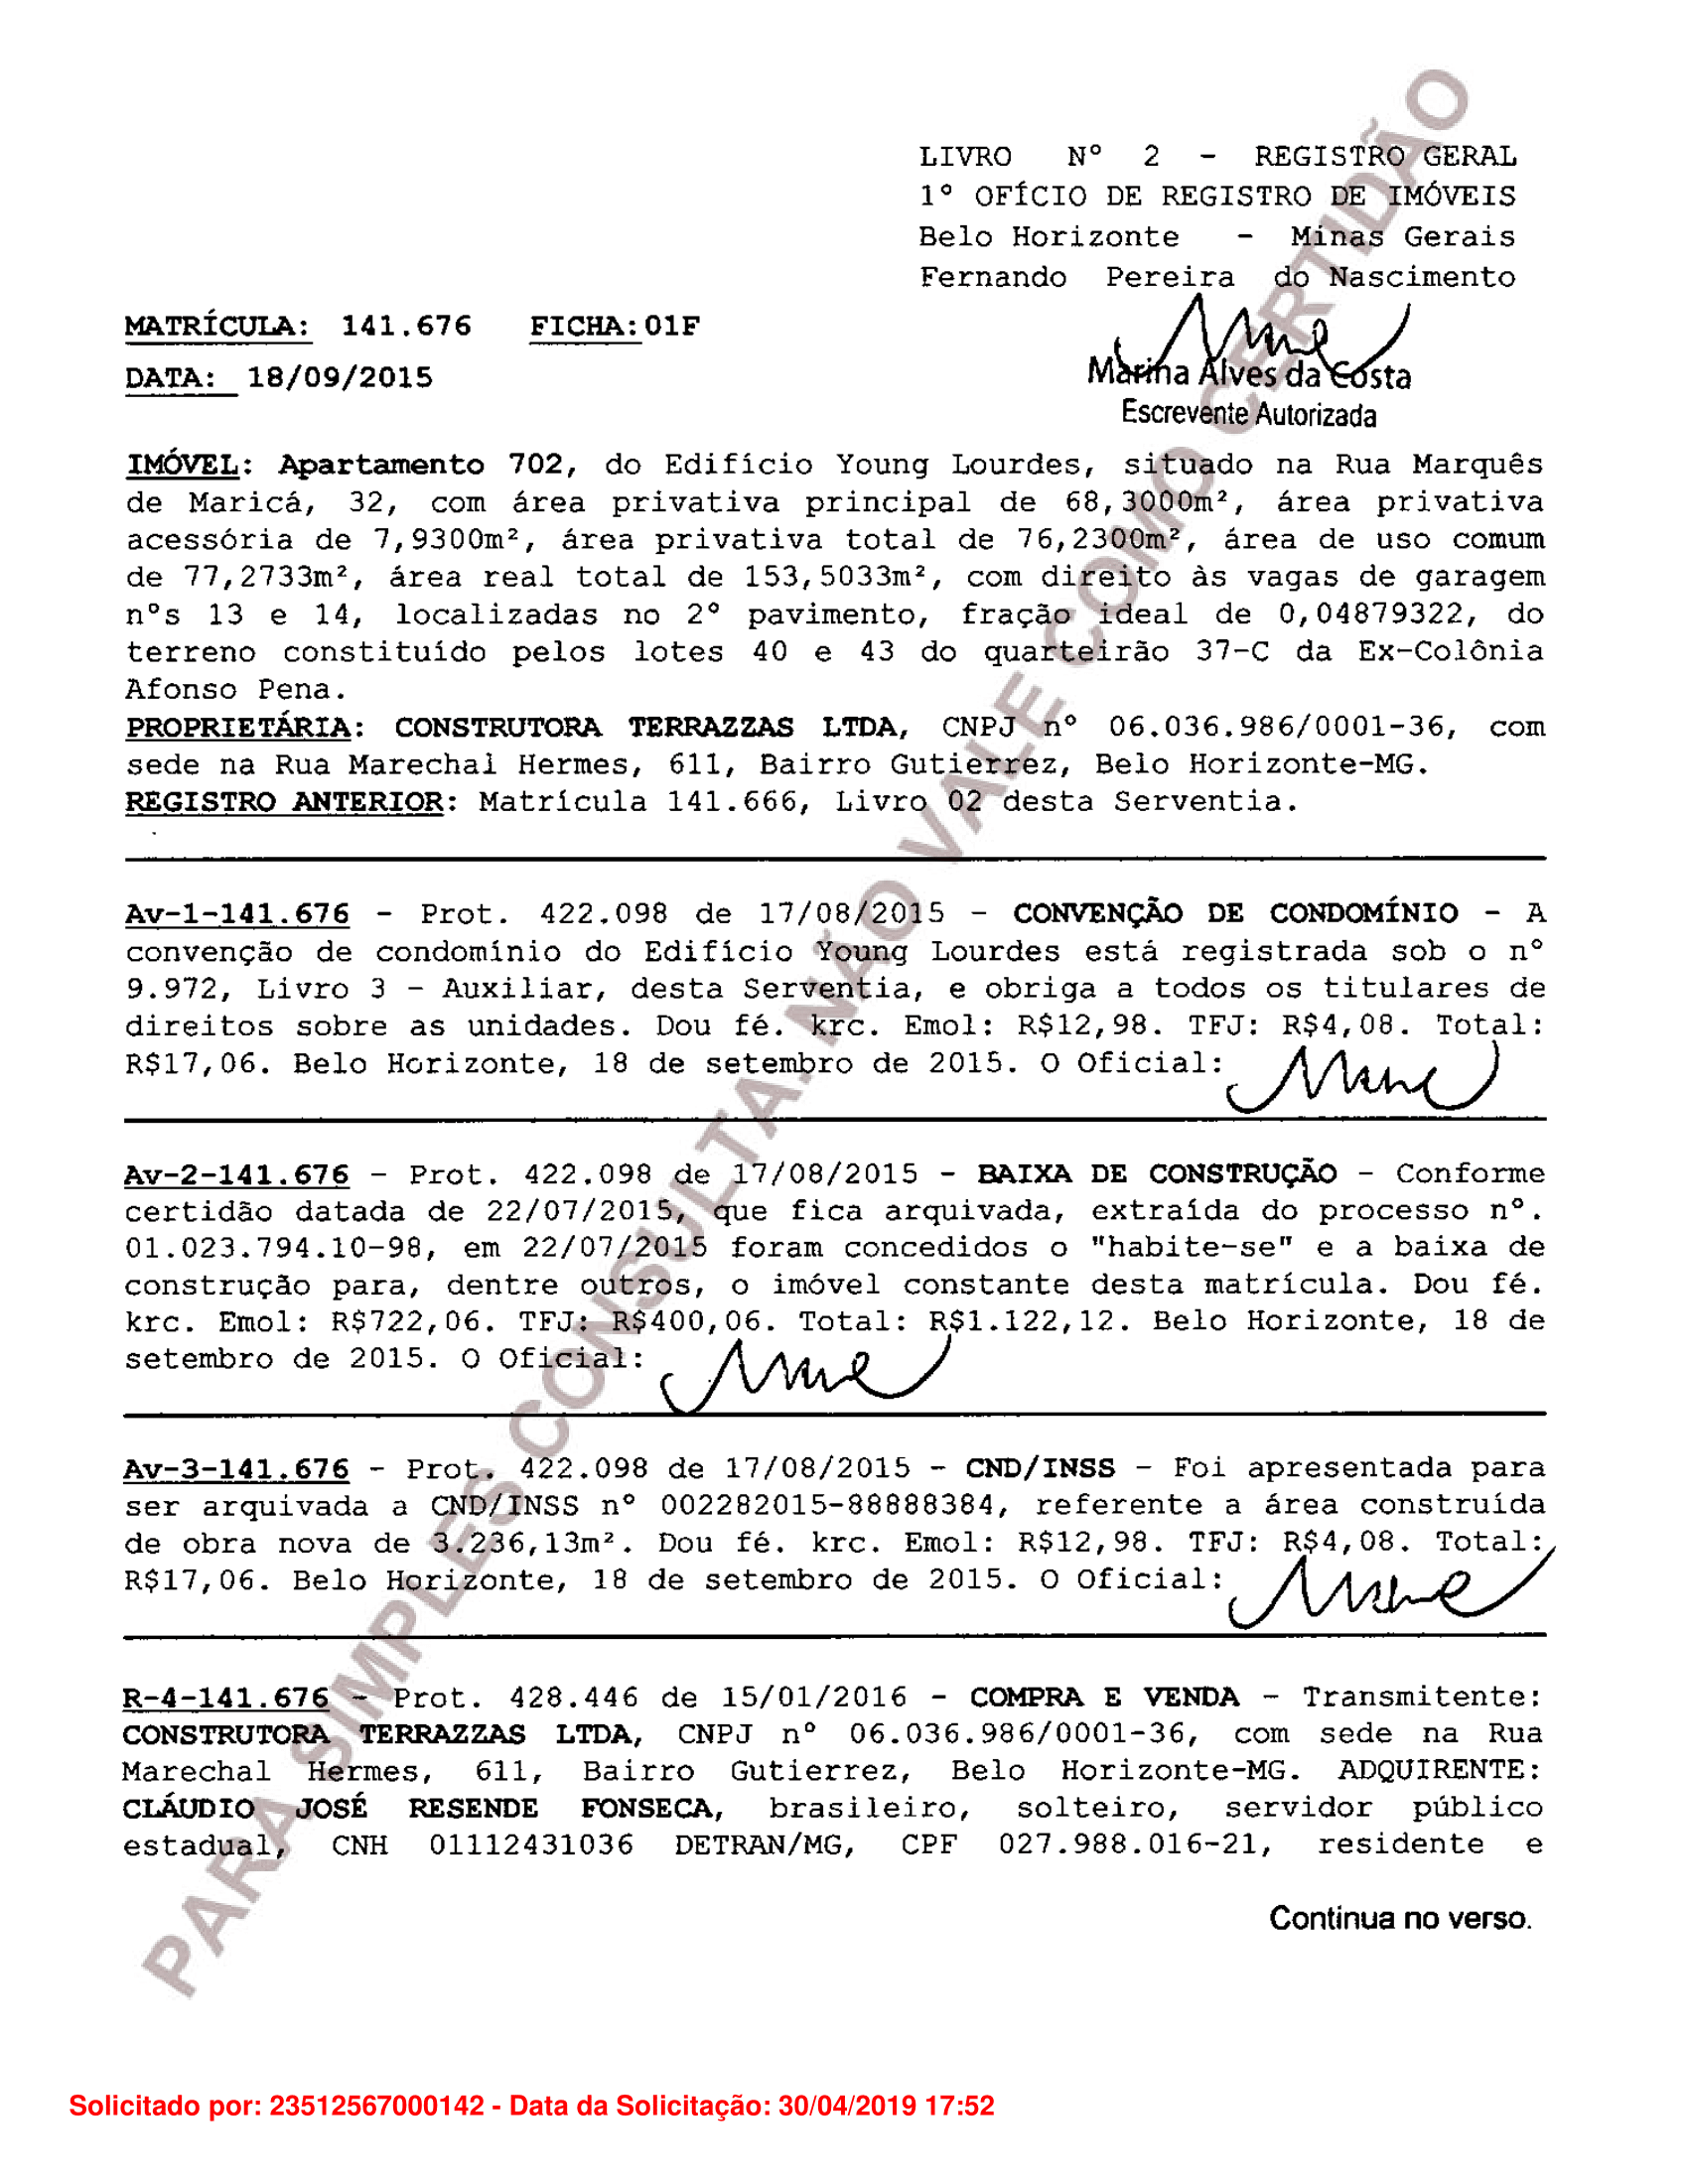 LIVRO Nº 2 - REGISTRO GERAL
1º OFÍCIO DE REGISTRO DE IMÓVEIS
Belo Horizonte - Minas Gerais
Fernando Pereira do Nascimento
MATRÍCULA: 141.676 FICHA:01F
DATA: 18/09/2015
Marina Alves da Costa
Escrevente Autorizada
IMÓVEL: Apartamento 702, do Edifício Young Lourdes, situado na Rua Marquês
de Maricá, 32, com área privativa principal de 68,3000m², área privativa
acessória de 7,9300m², área privativa total de 76,2300m², área de uso comum
de 77,2733m², área real total de 153,5033m², com direito às vagas de garagem
nºs 13 e 14, localizadas no 2º pavimento, fração ideal de 0,04879322, do
terreno constituído pelos lotes 40 e 43 do quarteirão 37-C da Ex-Colônia
Afonso Pena.
PROPRIETÁRIA: CONSTRUTORA TERRAZZAS LTDA, CNPJ nº 06.036.986/0001-36, com
sede na Rua Marechal Hermes, 611, Bairro Gutierrez, Belo Horizonte-MG.
REGISTRO ANTERIOR: Matrícula 141.666, Livro 02 desta Serventia.
Av-1-141.676 - Prot. 422.098 de 17/08/2015 - CONVENÇÃO DE CONDOMÍNIO - A
convenção de condomínio do Edifício Young Lourdes está registrada sob o nº
9.972, Livro 3 - Auxiliar, desta Serventia, e obriga a todos os titulares de
direitos sobre as unidades. Dou fé. krc. Emol: R$12,98. TFJ: R$4,08. Total:
R$17,06. Belo Horizonte, 18 de setembro de 2015. O Oficial:
Av-2-141.676 - Prot. 422.098 de 17/08/2015 - BAIXA DE CONSTRUÇÃO - Conforme
certidão datada de 22/07/2015, que fica arquivada, extraída do processo nº.
01.023.794.10-98, em 22/07/2015 foram concedidos o "habite-se" e a baixa de
construção para, dentre outros, o imóvel constante desta matrícula. Dou fé.
krc. Emol: R$722,06. TFJ: R$400,06. Total: R$1.122,12. Belo Horizonte, 18 de
setembro de 2015. O Oficial:
Av-3-141.676 - Prot. 422.098 de 17/08/2015 - CND/INSS - Foi apresentada para
ser arquivada a CND/INSS nº 002282015-88888384, referente a área construída
de obra nova de 3.236,13m². Dou fé. krc. Emol: R$12,98. TFJ: R$4,08. Total:
R$17,06. Belo Horizonte, 18 de setembro de 2015. O Oficial:
R-4-141.676 - Prot. 428.446 de 15/01/2016 - COMPRA E VENDA - Transmitente:
CONSTRUTORA TERRAZZAS LTDA, CNPJ nº 06.036.986/0001-36, com sede na Rua
Marechal Hermes, 611, Bairro Gutierrez, Belo Horizonte-MG. ADQUIRENTE:
CLÁUDIO JOSÉ RESENDE FONSECA, brasileiro, solteiro, servidor público
estadual, CNH 01112431036 DETRAN/MG, CPF 027.988.016-21, residente e
Continua no verso.
PARA SIMPLES CONSULTA. NÃO VALE COMO CERTIDÃO
Solicitado por: 23512567000142 - Data da Solicitação: 30/04/2019 17:52